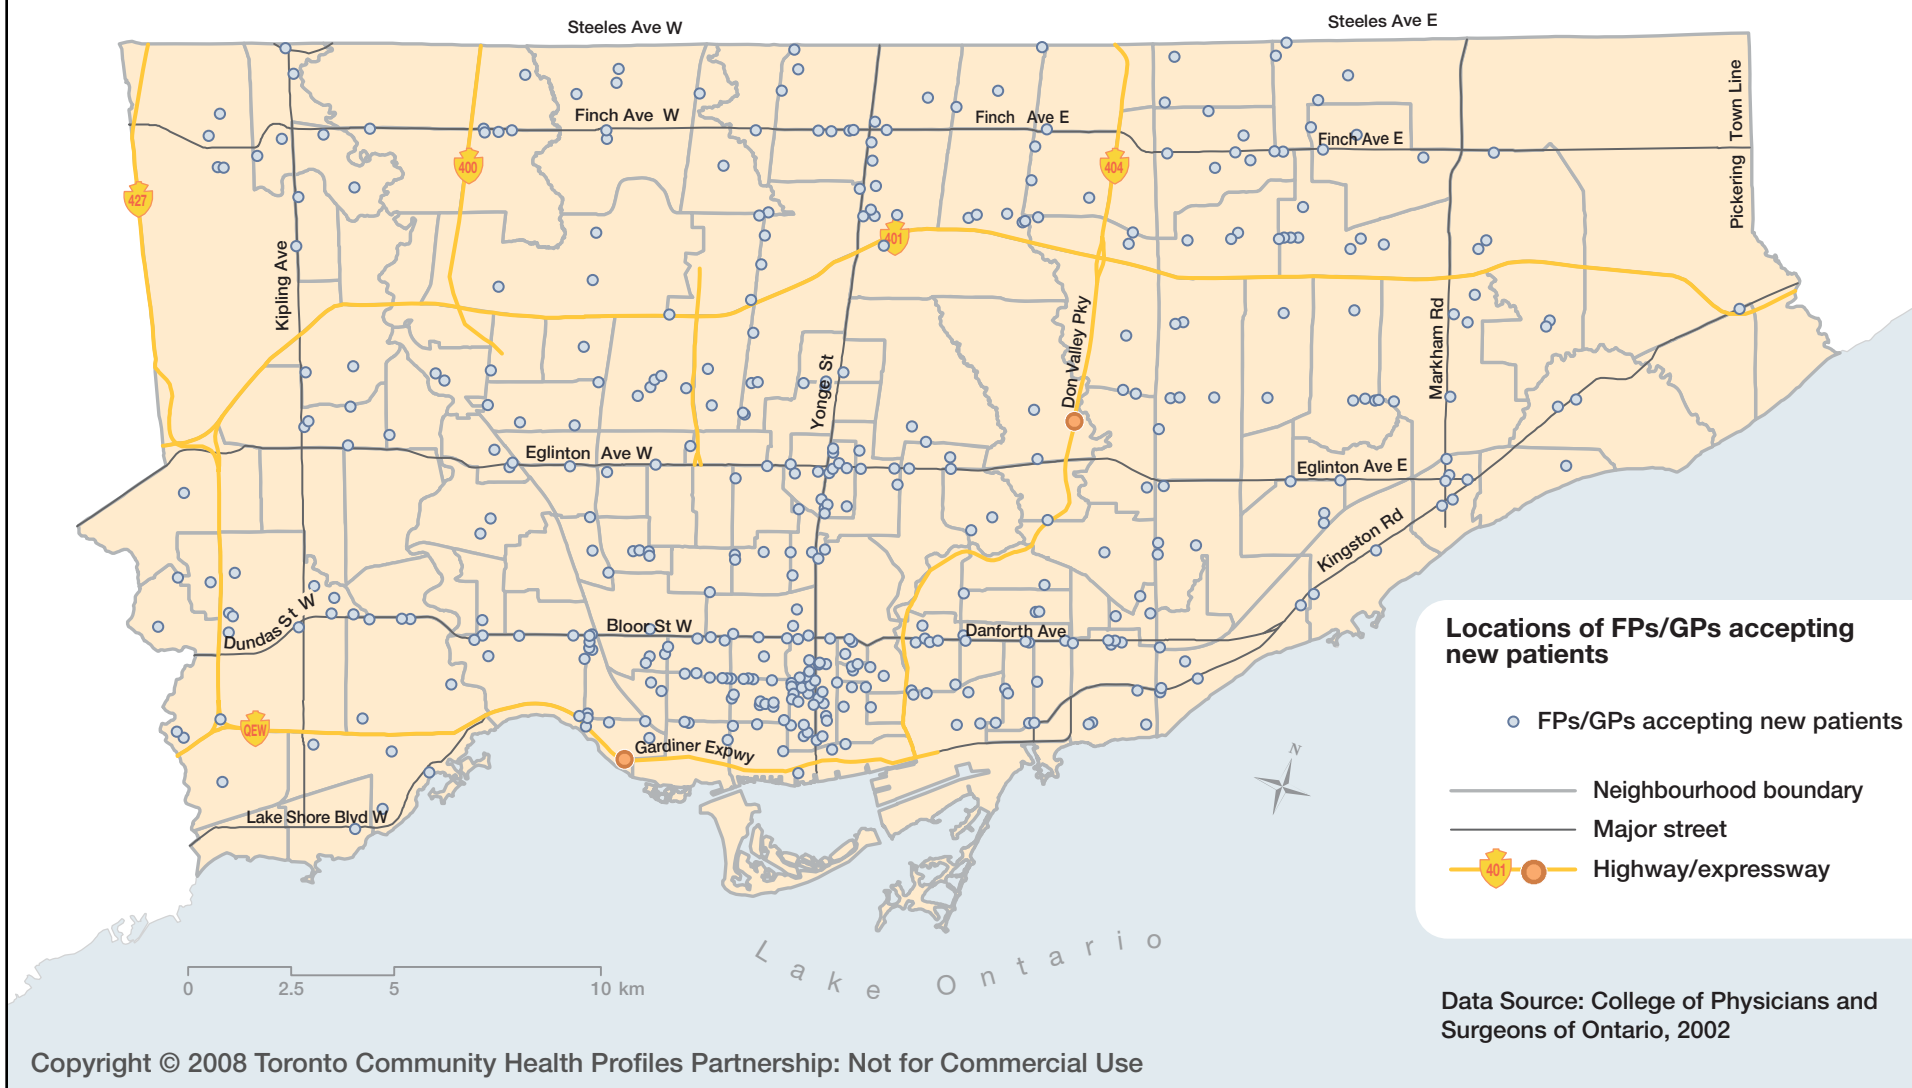 Steeles Ave W
Steeles Ave E
Finch Ave W
Finch Ave E
Finch Ave E
Pickering Town Line
400
404
427
401
Kipling Ave
Don Valley Pky
Markham Rd
Yonge St
Eglinton Ave W
Eglinton Ave E
Kingston Rd
Dundas St W
Bloor St W
Danforth Ave
QEW
Gardiner Expwy
Lake Shore Blvd W
N
Lake Ontario
Locations of FPs/GPs accepting
new patients
FPs/GPs accepting new patients
Neighbourhood boundary
Major street
401
Highway/expressway
0 2.5 5 10 km
Data Source: College of Physicians and
Surgeons of Ontario, 2002
Copyright © 2008 Toronto Community Health Profiles Partnership: Not for Commercial Use